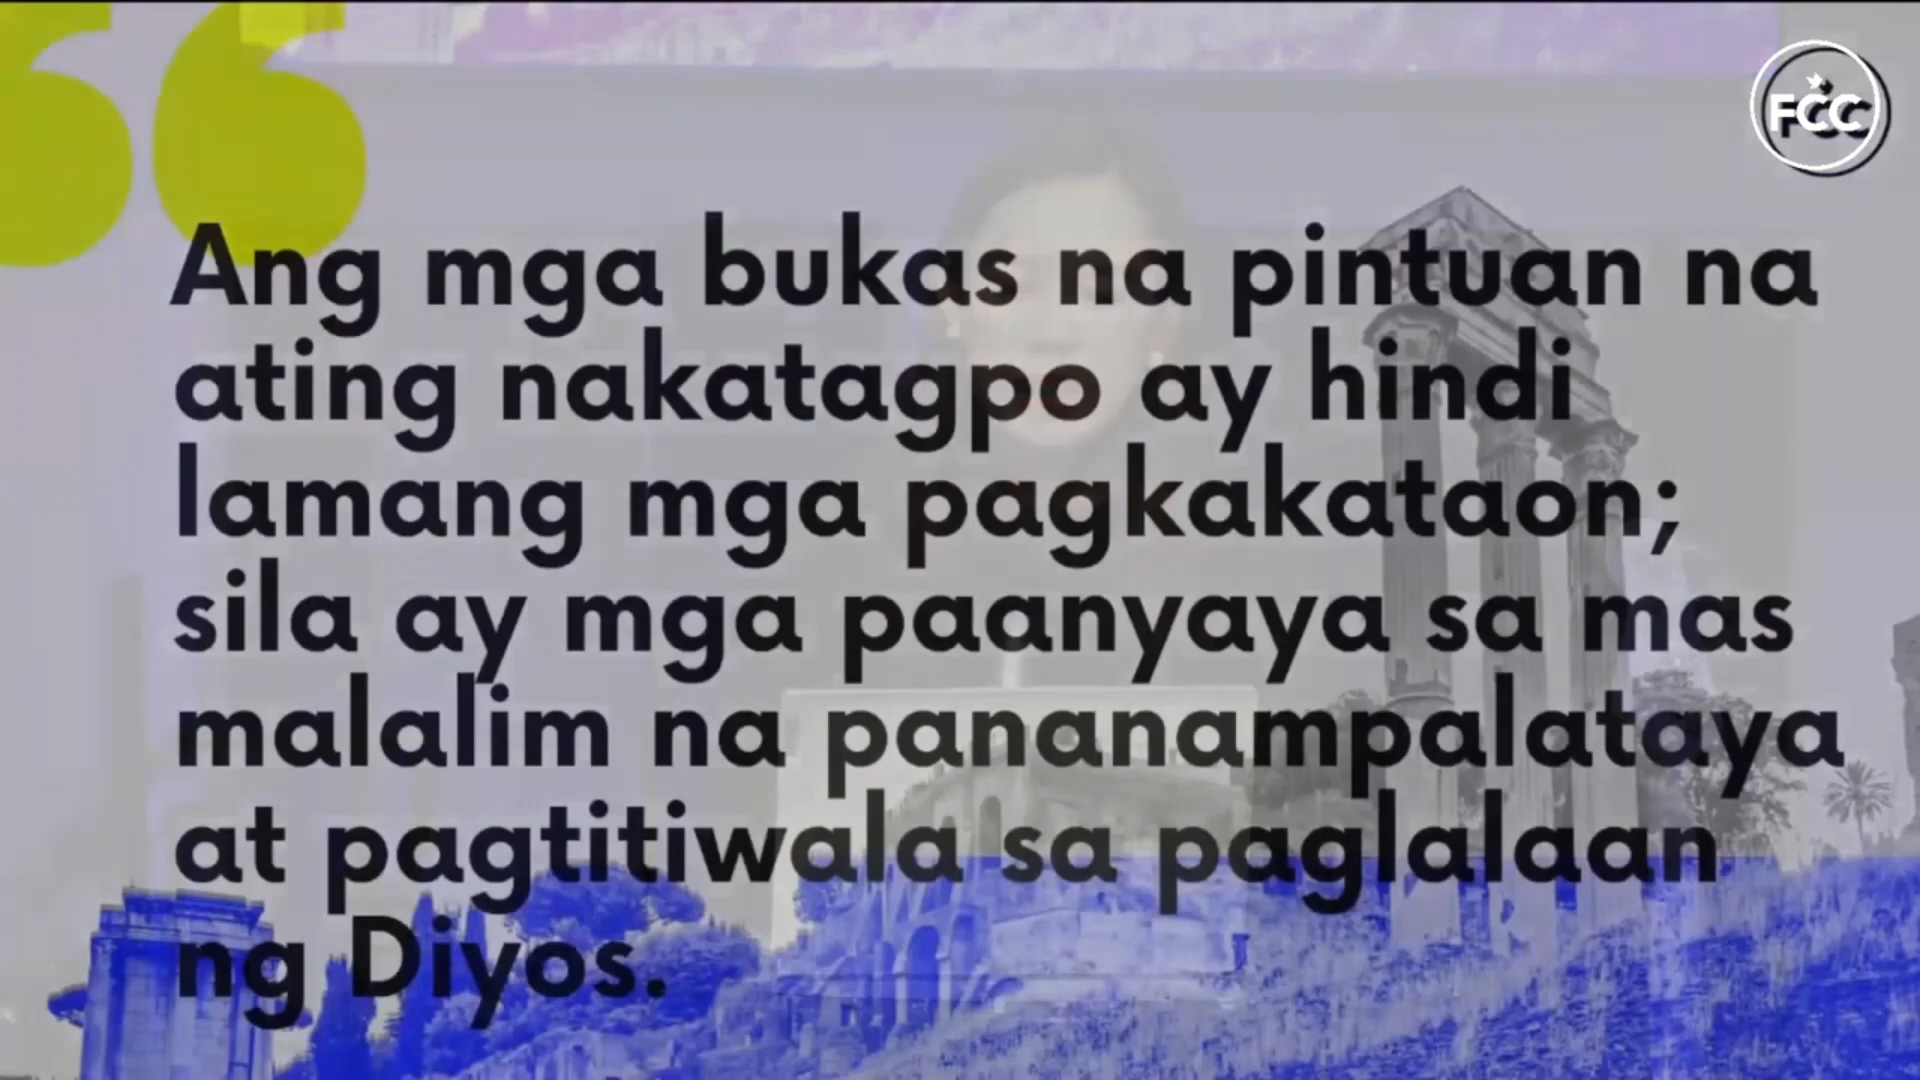 FCC
Ang mga bukas na pintuan na
ating nakatagpo ay hindi
lamang mga pagkakataon;
sila ay mga paanyaya sa mas
malalim na pananampalataya
at pagtitiwala sa paglalaan
ng Diyos.